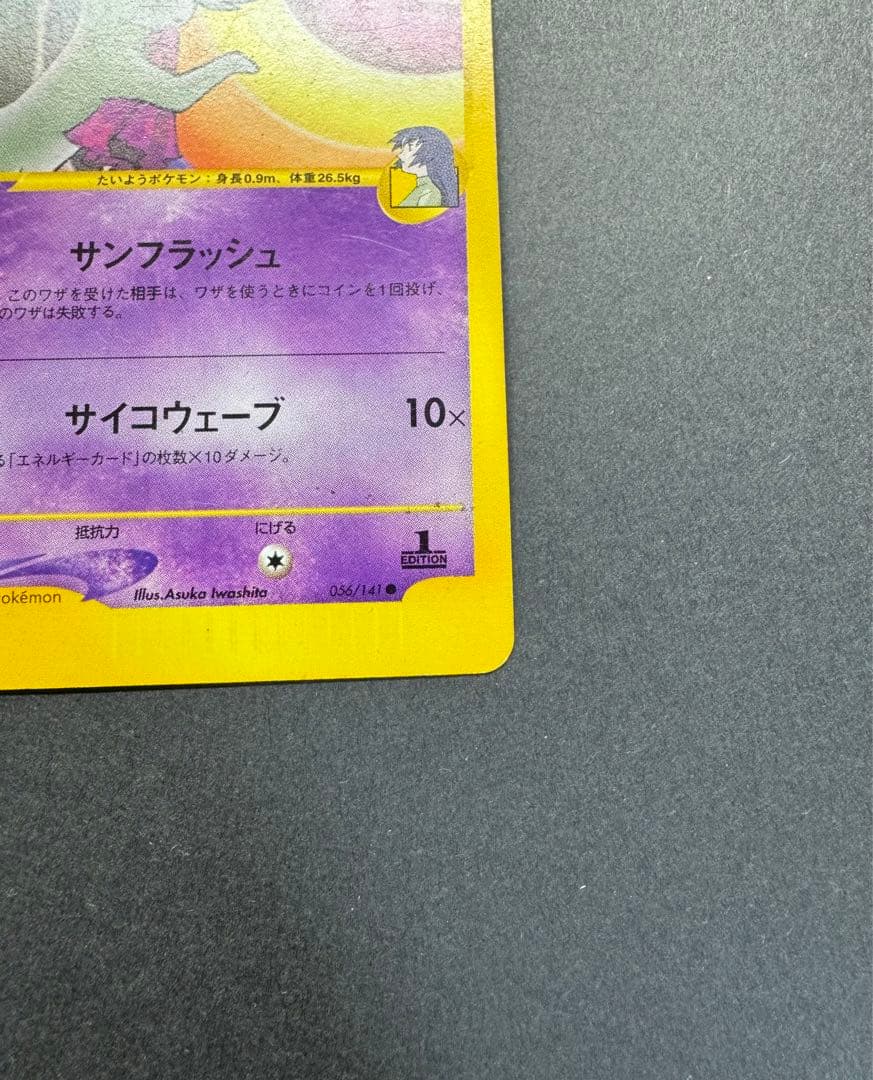 たいようポケモン：身長0.9m、体重26.5kg
サンフラッシュ
このワザを受けた相手は、ワザを使うときにコインを1回投げ、
のワザは失敗する。
サイコウェーブ 10×
る「エネルギーカード」の枚数×10ダメージ。
抵抗力 にげる
1
EDITION
okémon Illus.Asuka Iwashita 056/141●